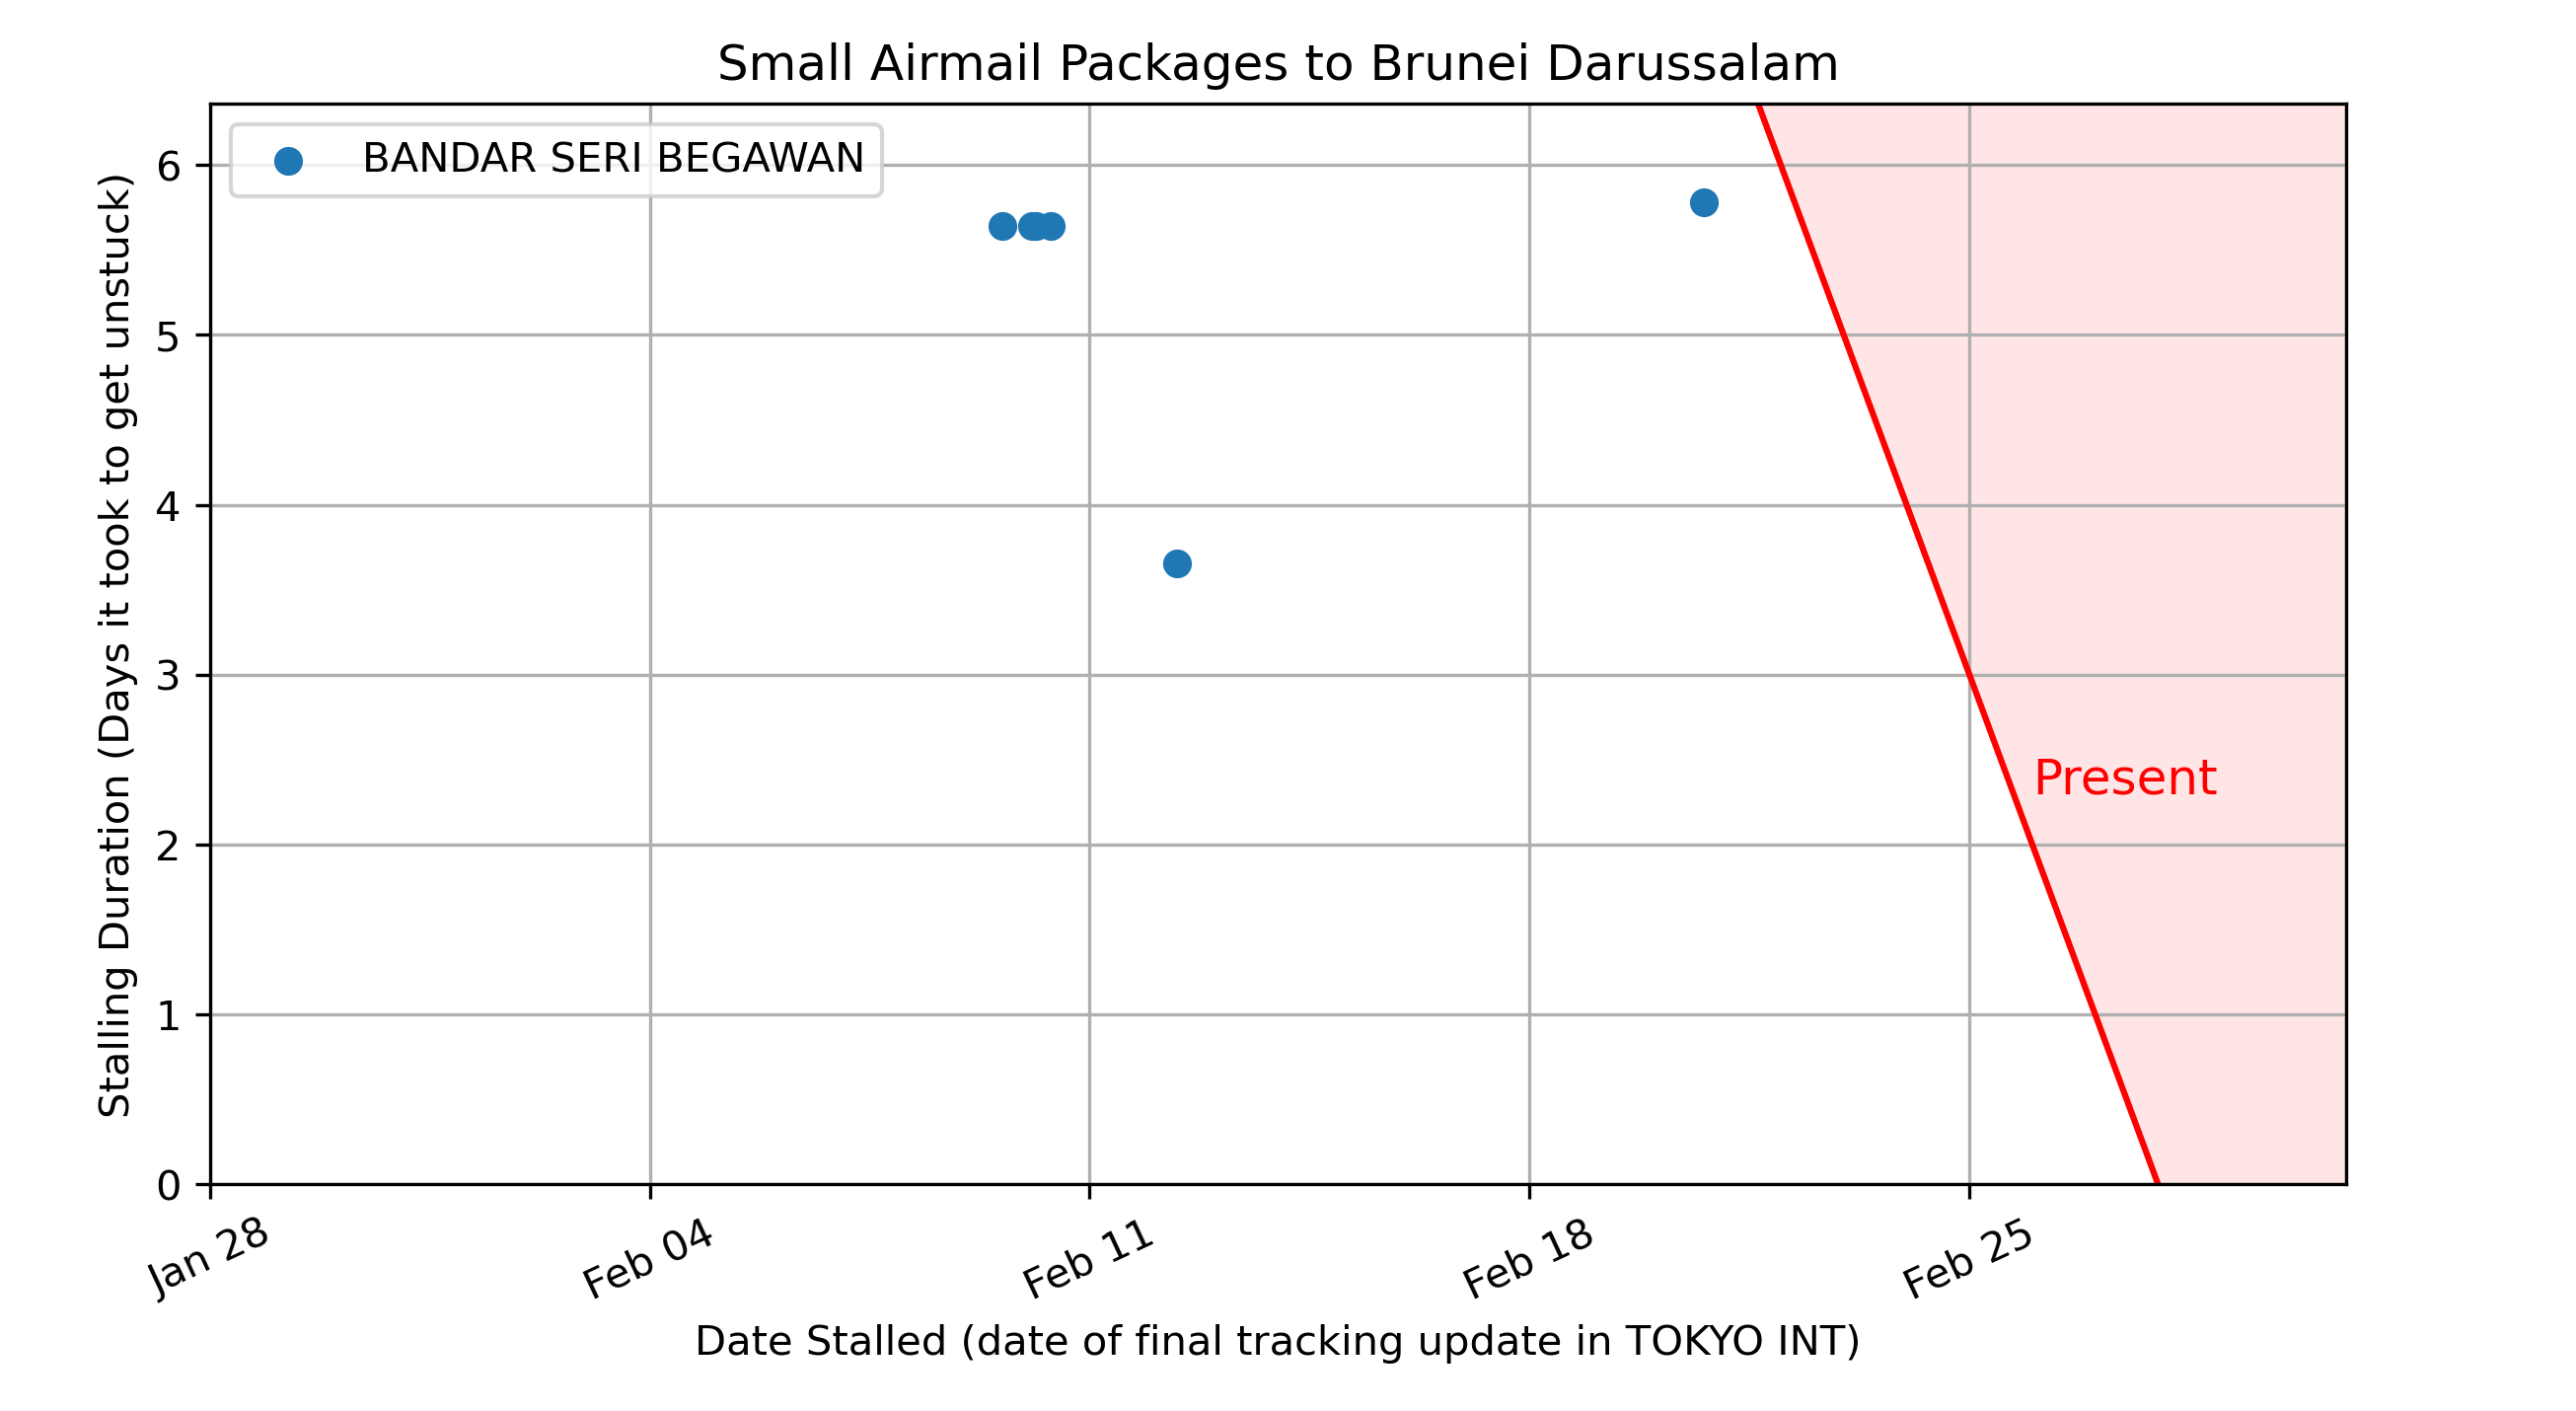 Small Airmail Packages to Brunei Darussalam
BANDAR SERI BEGAWAN
Stalling Duration (Days it took to get unstuck)
6
5
4
3
2
1
0
Present
Jan 28
Feb 04
Feb 11
Feb 18
Feb 25
Date Stalled (date of final tracking update in TOKYO INT)